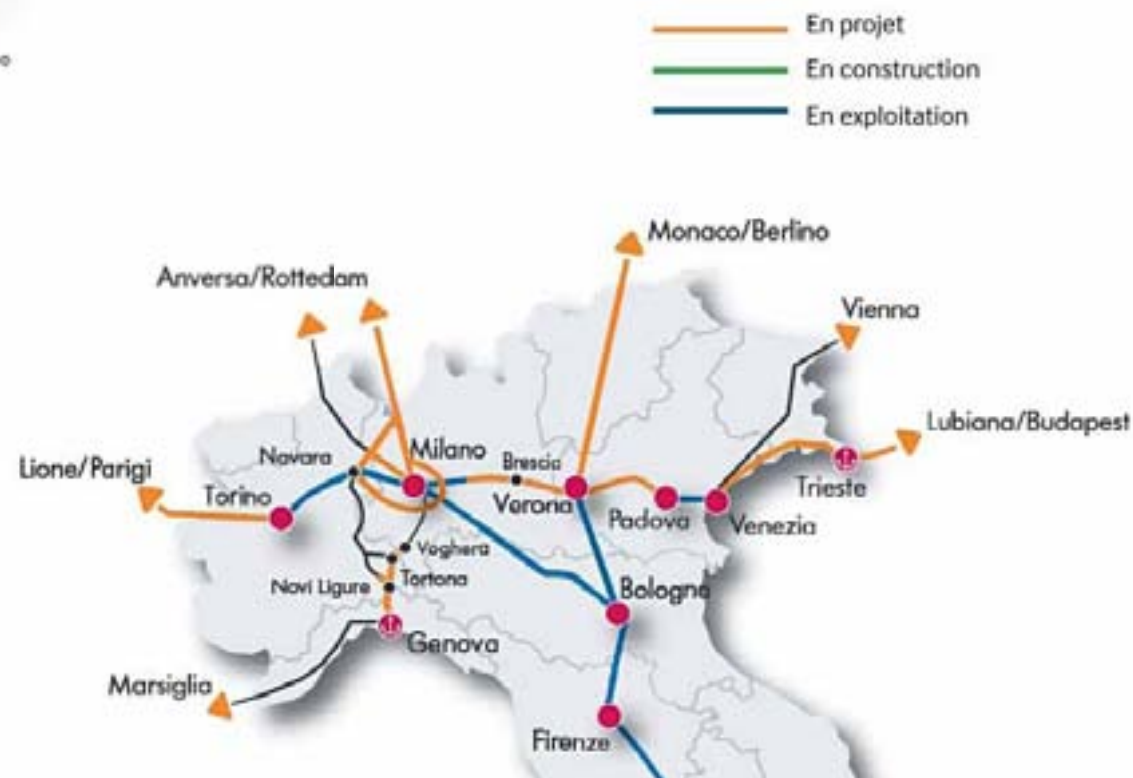 En projet
En construction
En exploitation
Monaco/Berlino
Anversa/Rottedam
Vienna
Lubiana/Budapest
Milano
Navara
Brescia
Lione/Parigi
Torino
Verona
Trieste
Padova
Venezia
Voghera
Tortona
Novi Ligure
Bologna
Genova
Marsiglia
Firenze